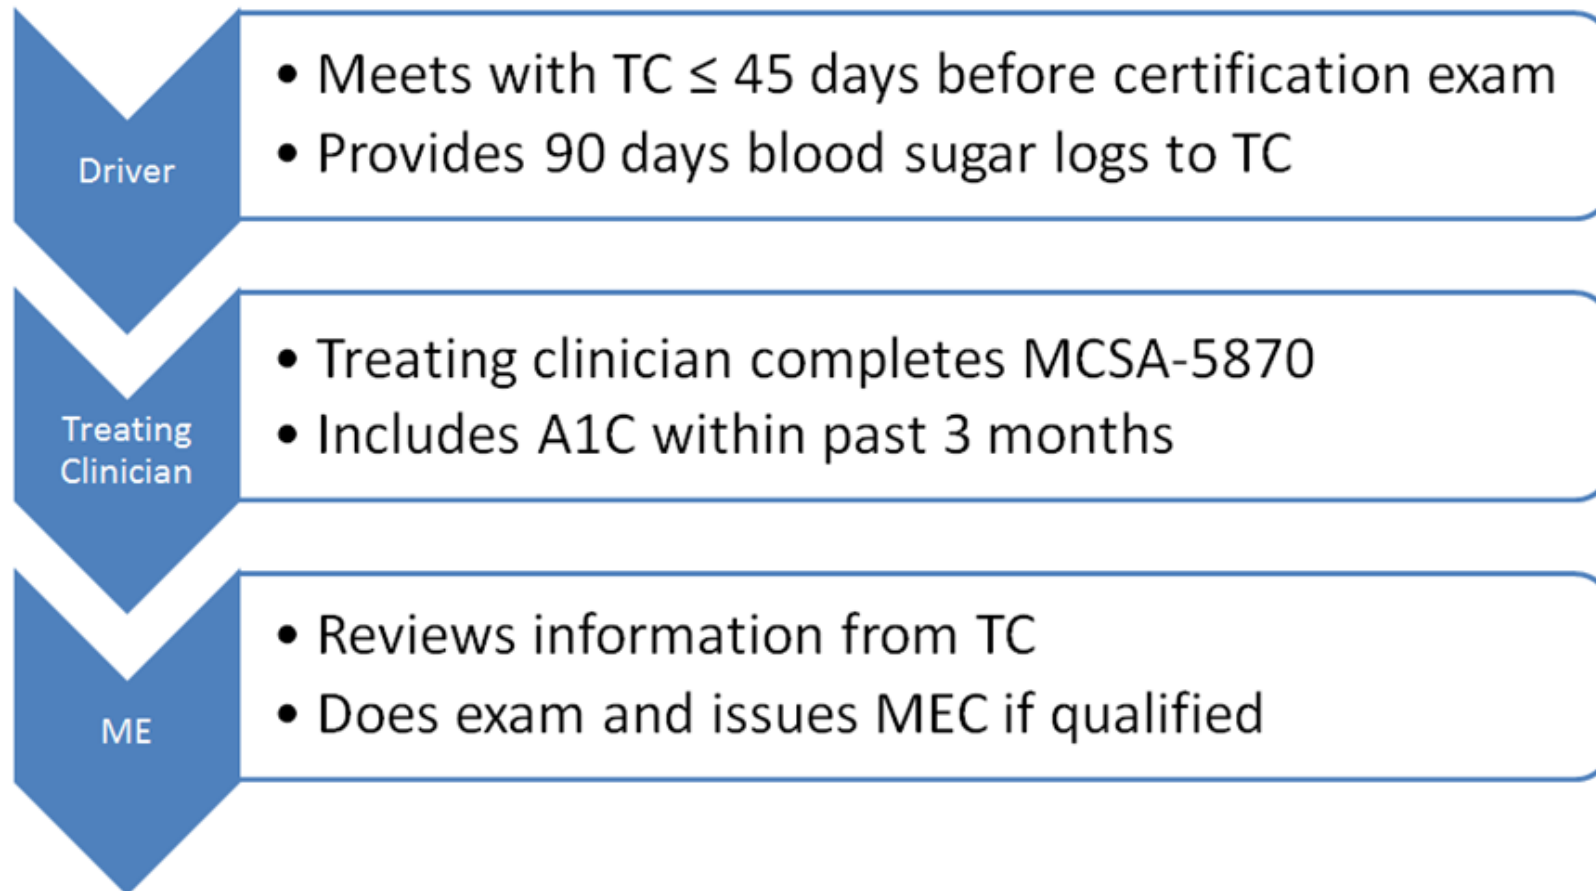 Driver
• Meets with TC ≤ 45 days before certification exam
• Provides 90 days blood sugar logs to TC
Treating
Clinician
• Treating clinician completes MCSA-5870
• Includes A1C within past 3 months
ME
• Reviews information from TC
• Does exam and issues MEC if qualified